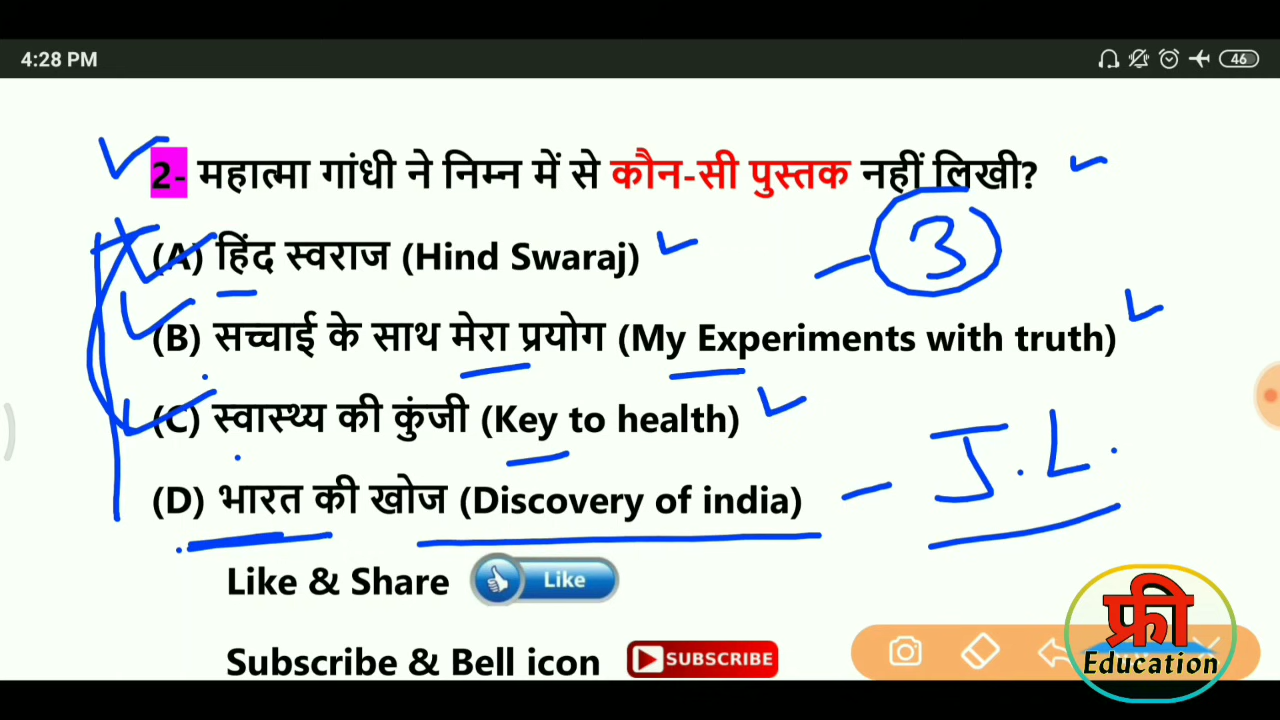 4:28 PM
46
2- महात्मा गांधी ने निम्न में से कौन-सी पुस्तक नहीं लिखी?
(A) हिंद स्वराज (Hind Swaraj)
3
(B) सच्चाई के साथ मेरा प्रयोग (My Experiments with truth)
(C) स्वास्थ्य की कुंजी (Key to health)
(D) भारत की खोज (Discovery of india)
J.L.
Like & Share Like
Subscribe & Bell icon SUBSCRIBE
फ्री
Education